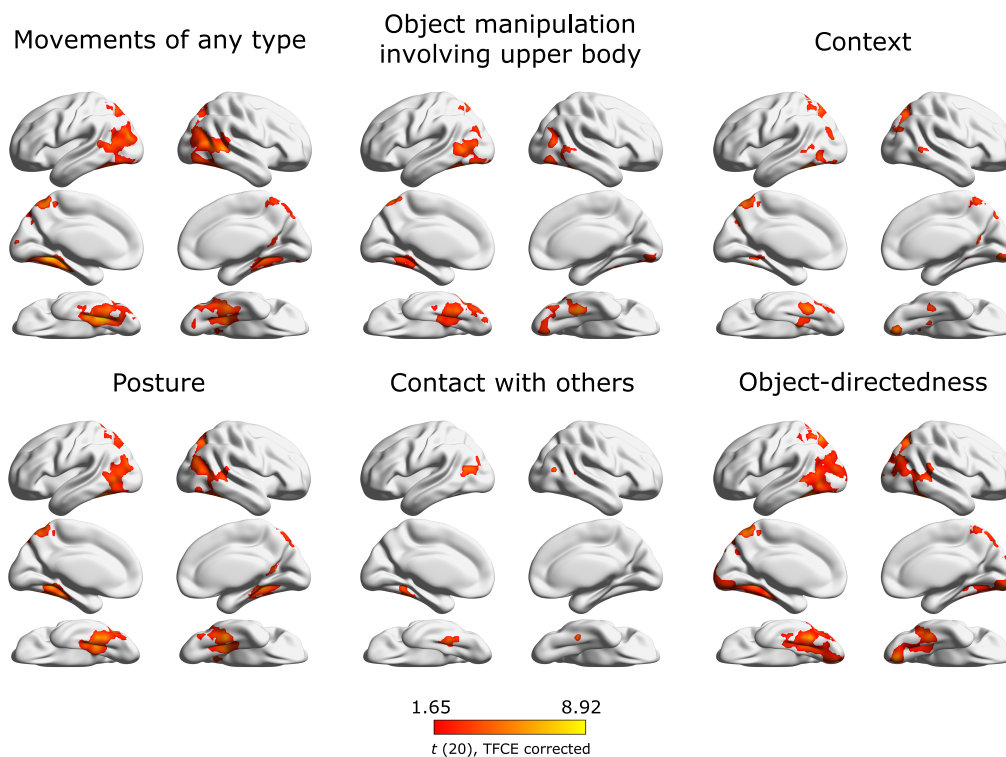 Movements of any type
Object manipulation
involving upper body
Context
Posture
Contact with others
Object-directedness
1.65
8.92
t (20), TFCE corrected